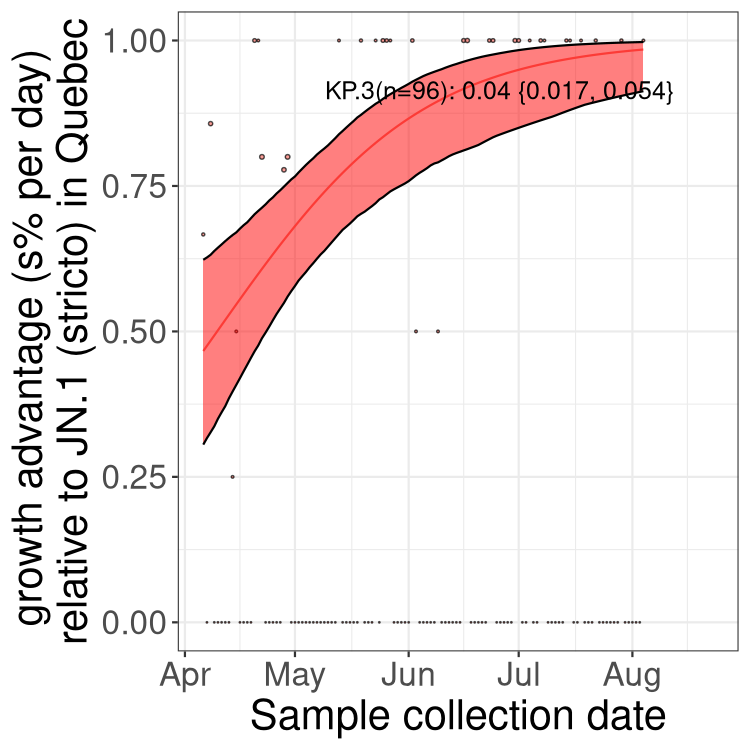 growth advantage (s% per day)
relative to JN.1 (stricto) in Quebec
1.00
0.75
0.50
0.25
0.00
KP.3(n=96): 0.04 {0.017, 0.054}
Apr May Jun Jul Aug
Sample collection date